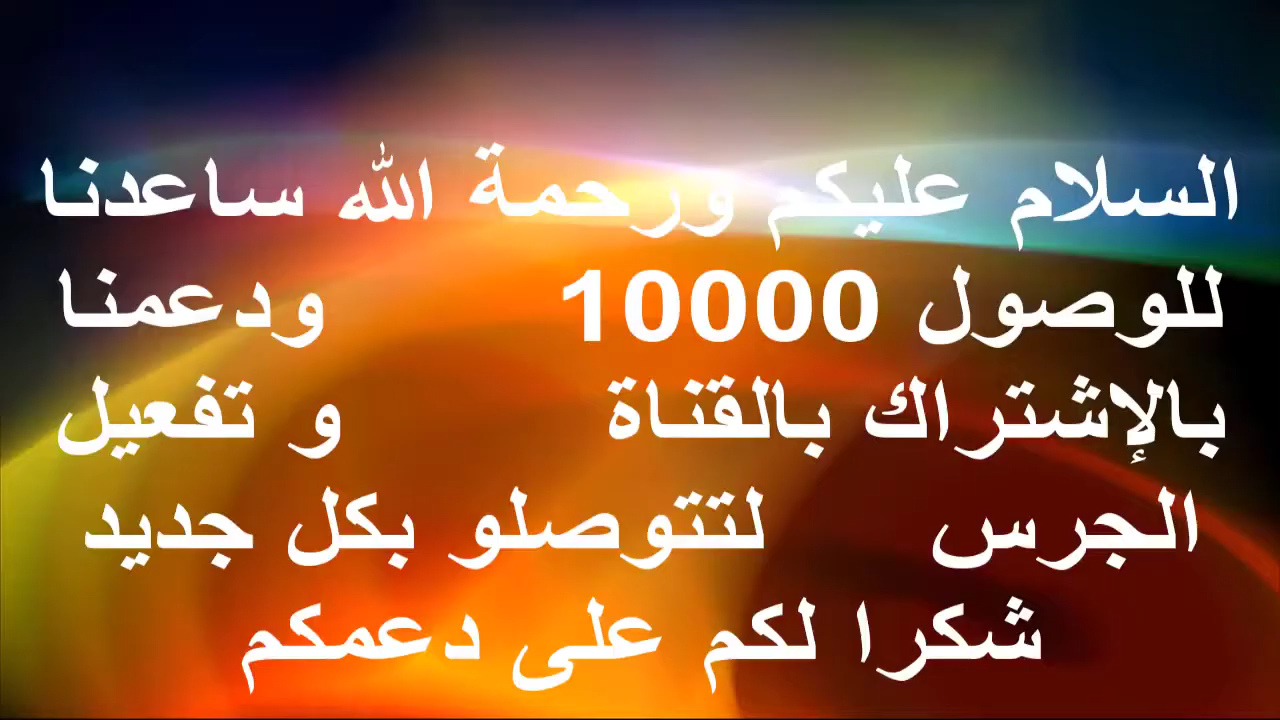 السلام عليكم ورحمة الله ساعدنا
للوصول 10000 ودعمنا
بالإشتراك بالقناة و تفعيل
الجرس لتتوصلو بكل جديد
شكرا لكم على دعمكم